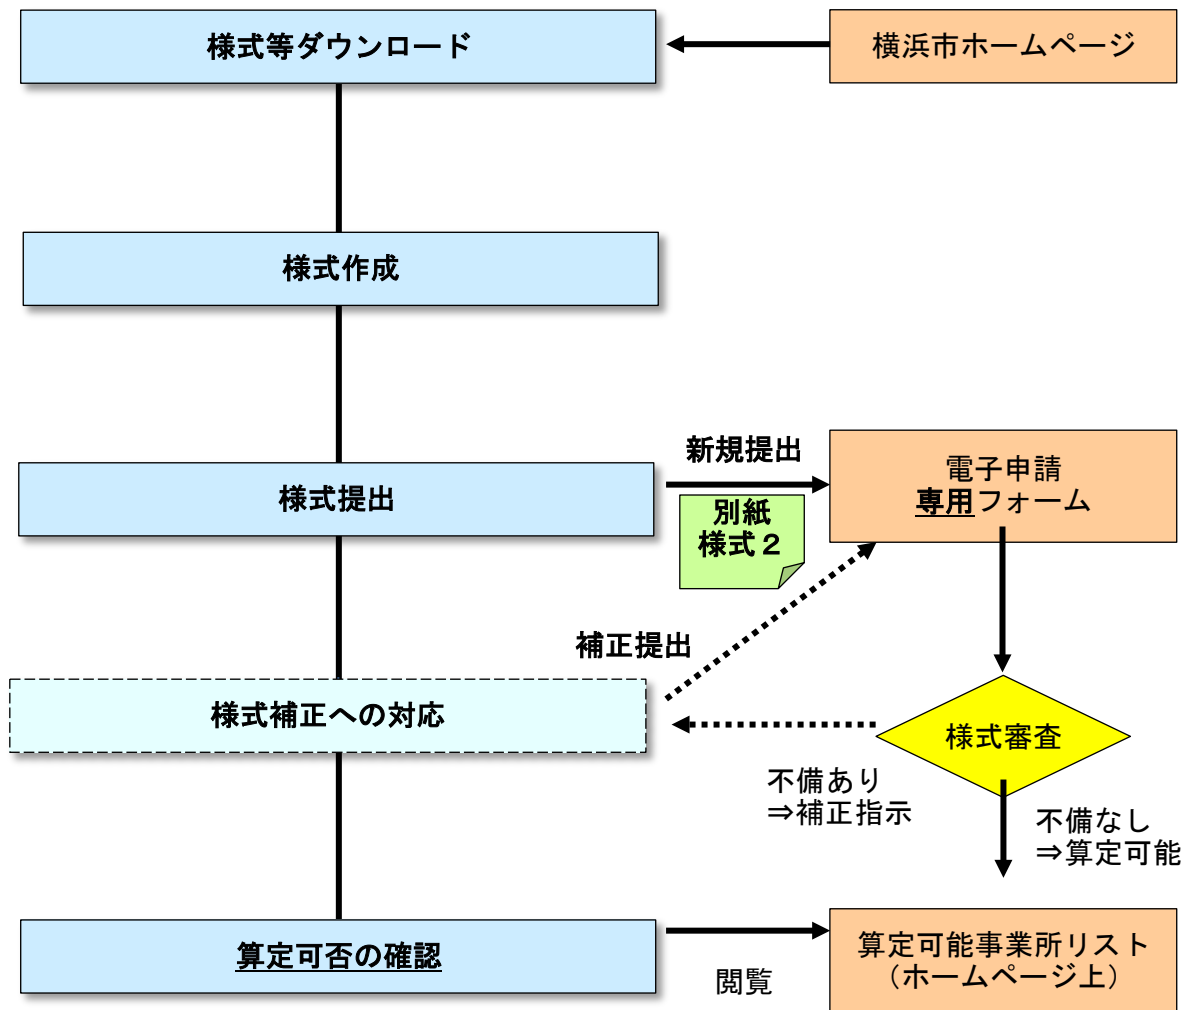 様式等ダウンロード
横浜市ホームページ
様式作成
様式提出
新規提出
別紙
様式２
電子申請
専用フォーム
補正提出
様式補正への対応
様式審査
不備あり
⇒補正指示
不備なし
⇒算定可能
算定可否の確認
閲覧
算定可能事業所リスト
（ホームページ上）